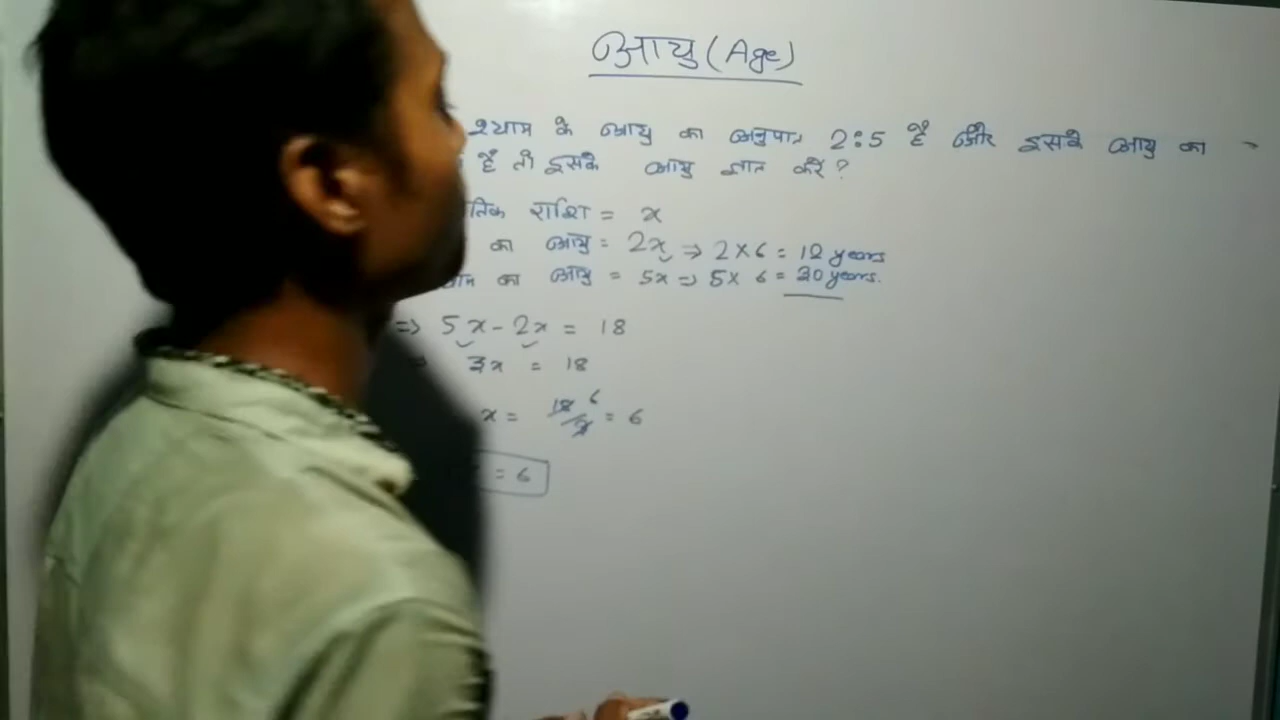 आयु (Age)
श्याम के आयु का अनुपात 2:5 है और इसके आयु का
है तो इसके आयु ज्ञात करें?
तिक राशि = x
का आयु = 2x ⇒ 2×6 = 12 years
का आयु = 5x ⇒ 5×6 = 30 years.
⇒ 5x - 2x = 18
3x = 18
x = 18/3 6 = 6
= 6